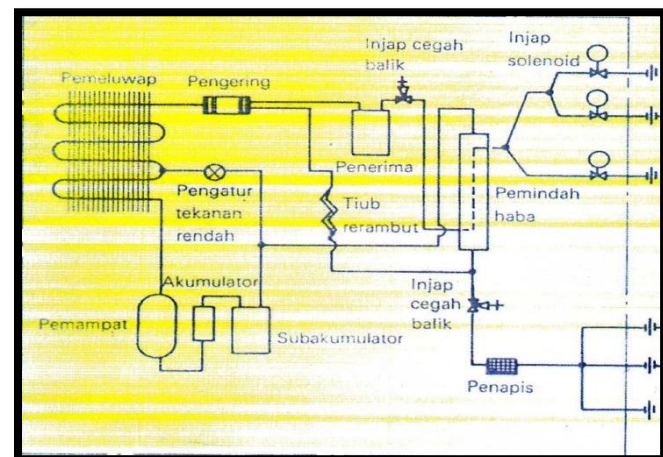 Injap cegah
balik
Injap
solenoid
Pemeluwap
Pengering
Penerima
Pengatur
tekanan
rendah
Tiub
rerambut
Pemindah
haba
Akumulator
Injap
cegah
balik
Pemampat
Subakumulator
Penapis